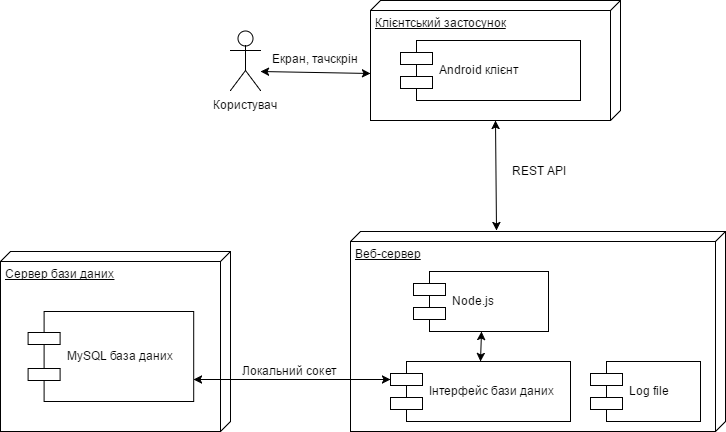 Клієнтський застосунок
Екран, тачскрін
Android клієнт
Користувач
REST API
Веб-сервер
Сервер бази даних
Node.js
MySQL база даних
Локальний сокет
Інтерфейс бази даних
Log file